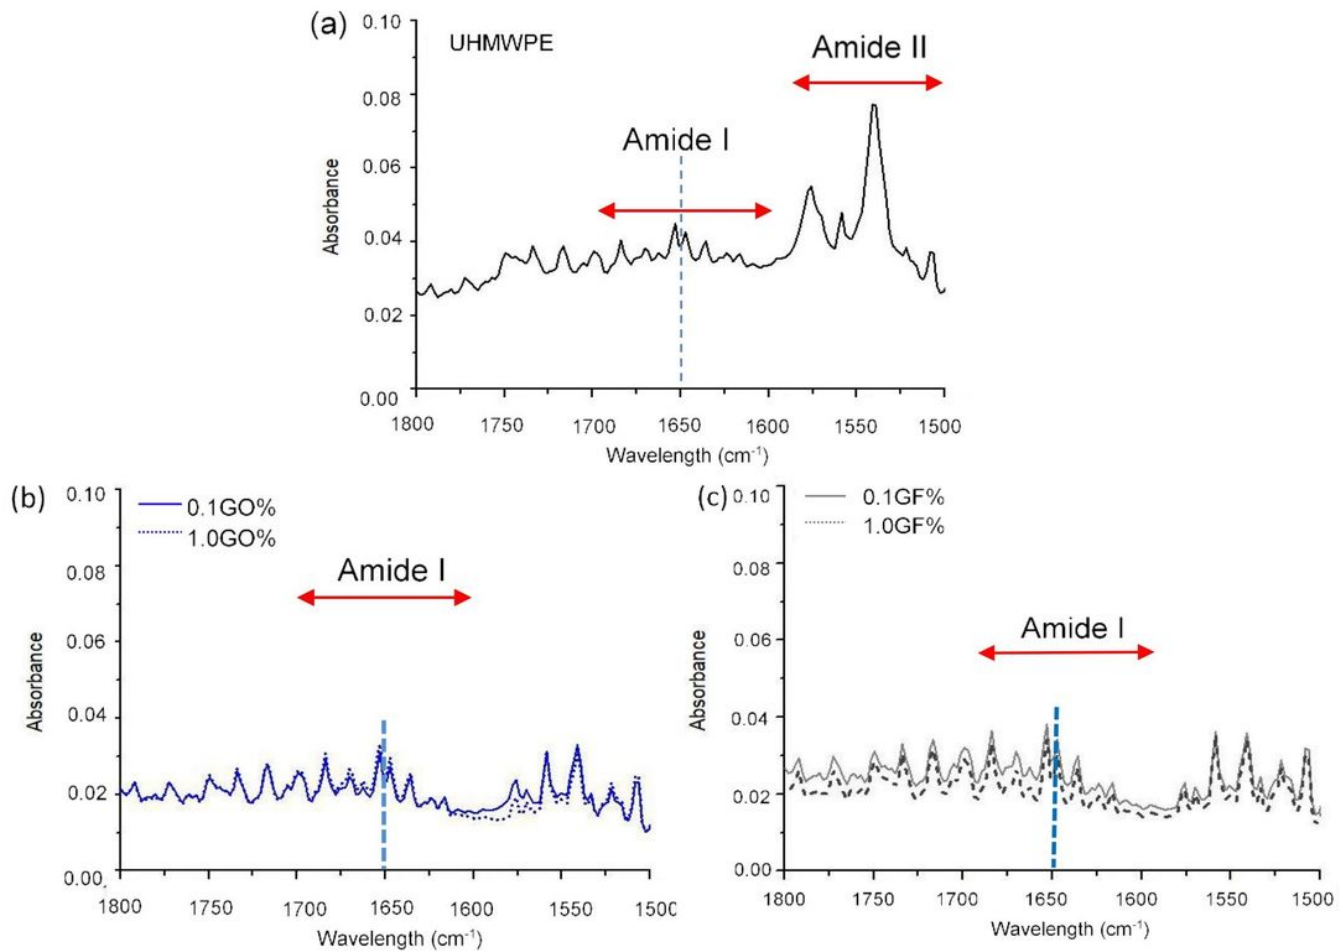 (a)
UHMWPE
Amide II
Amide I
0.10
0.08
0.06
0.04
0.02
0.00
Absorbance
1800
1750
1700
1650
1600
1550
1500
Wavelength (cm⁻¹)
(b)
0.1GO%
1.0GO%
Amide I
0.10
0.08
0.06
0.04
0.02
0.00
Absorbance
1800
1750
1700
1650
1600
1550
1500
Wavelength (cm⁻¹)
(c)
0.1GF%
1.0GF%
Amide I
0.10
0.08
0.06
0.04
0.02
0.00
Absorbance
1800
1750
1700
1650
1600
1550
1500
Wavelength (cm⁻¹)